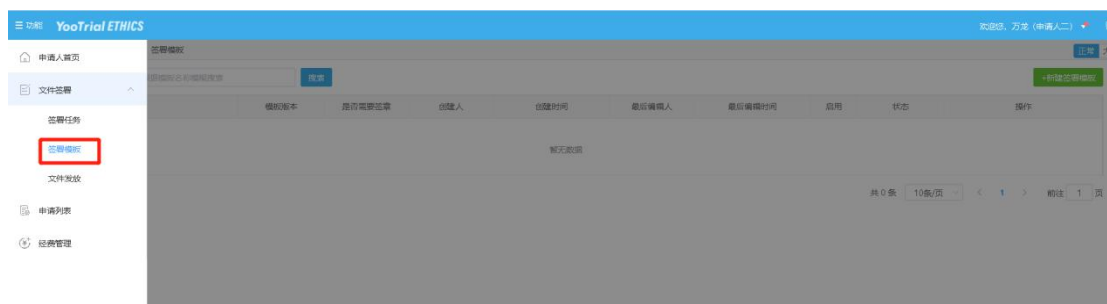 功能 YooTrial ETHICS 欢迎您，万龙（申请人二）
申请人首页
签署模板 正常
搜索 +新建签署模板
文件签署
模板版本 是否需要签章 创建人 创建时间 最后编辑人 最后编辑时间 启用 状态 操作
签署任务
签署模板
暂无数据
文件发放
共 0 条 10条/页 1 前往 1 页
申请列表
经费管理